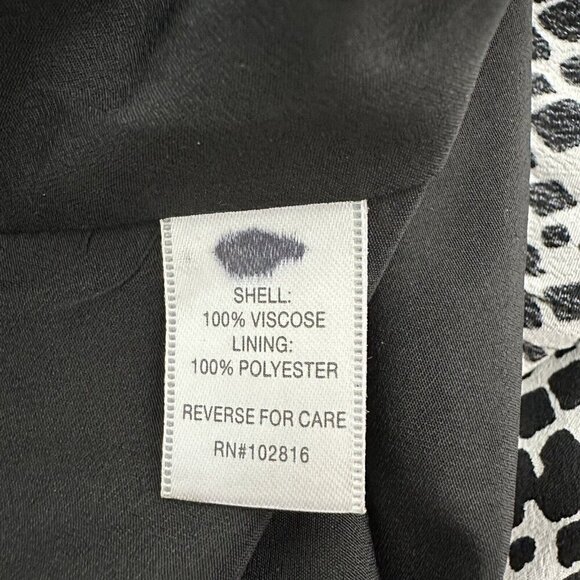 SHELL:
100% VISCOSE
LINING:
100% POLYESTER
REVERSE FOR CARE
RN#102816